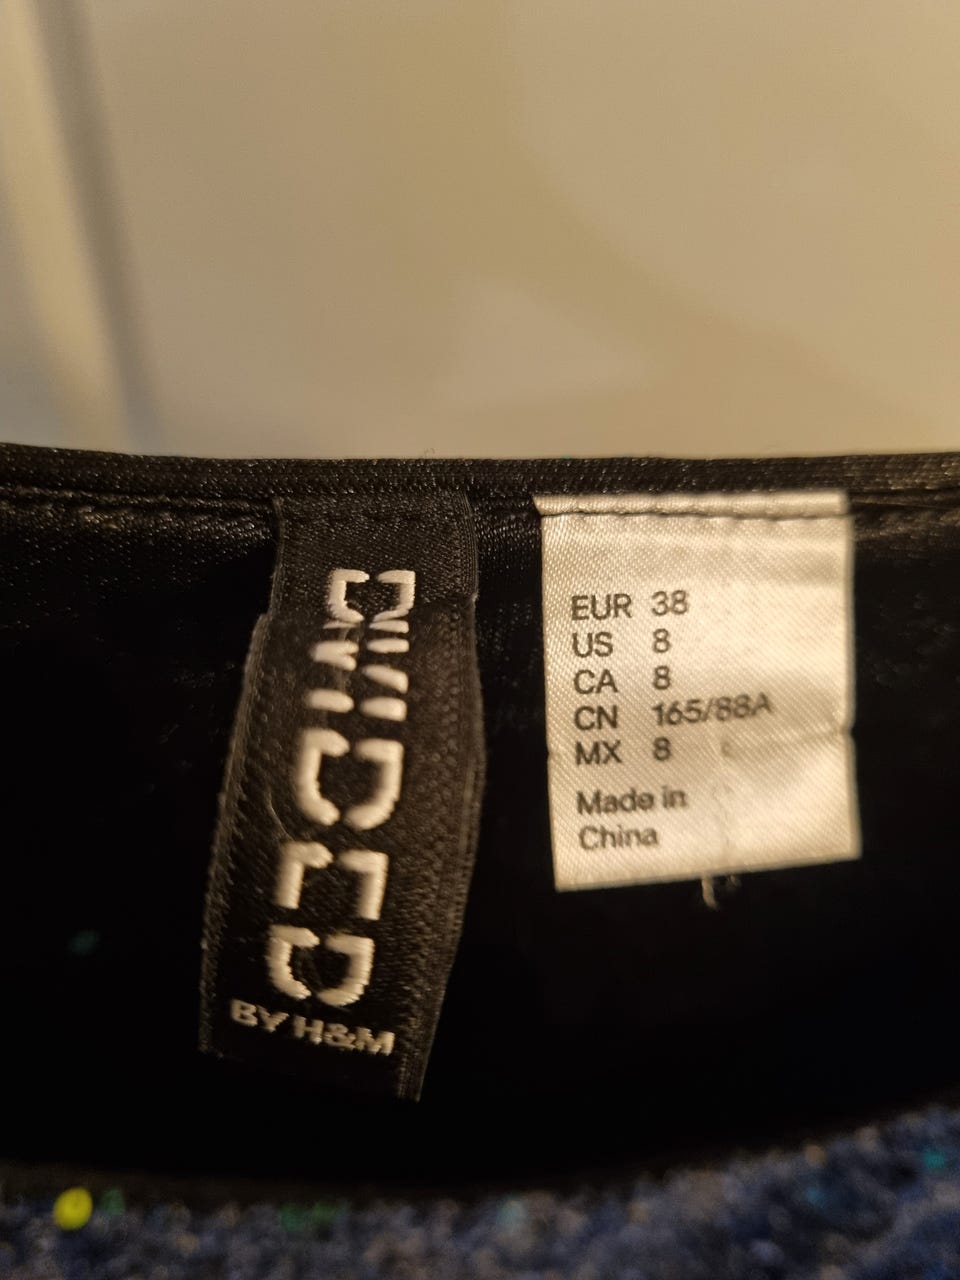 DIVIDED
BY H&M
EUR 38
US 8
CA 8
CN 165/88A
MX 8
Made in
China